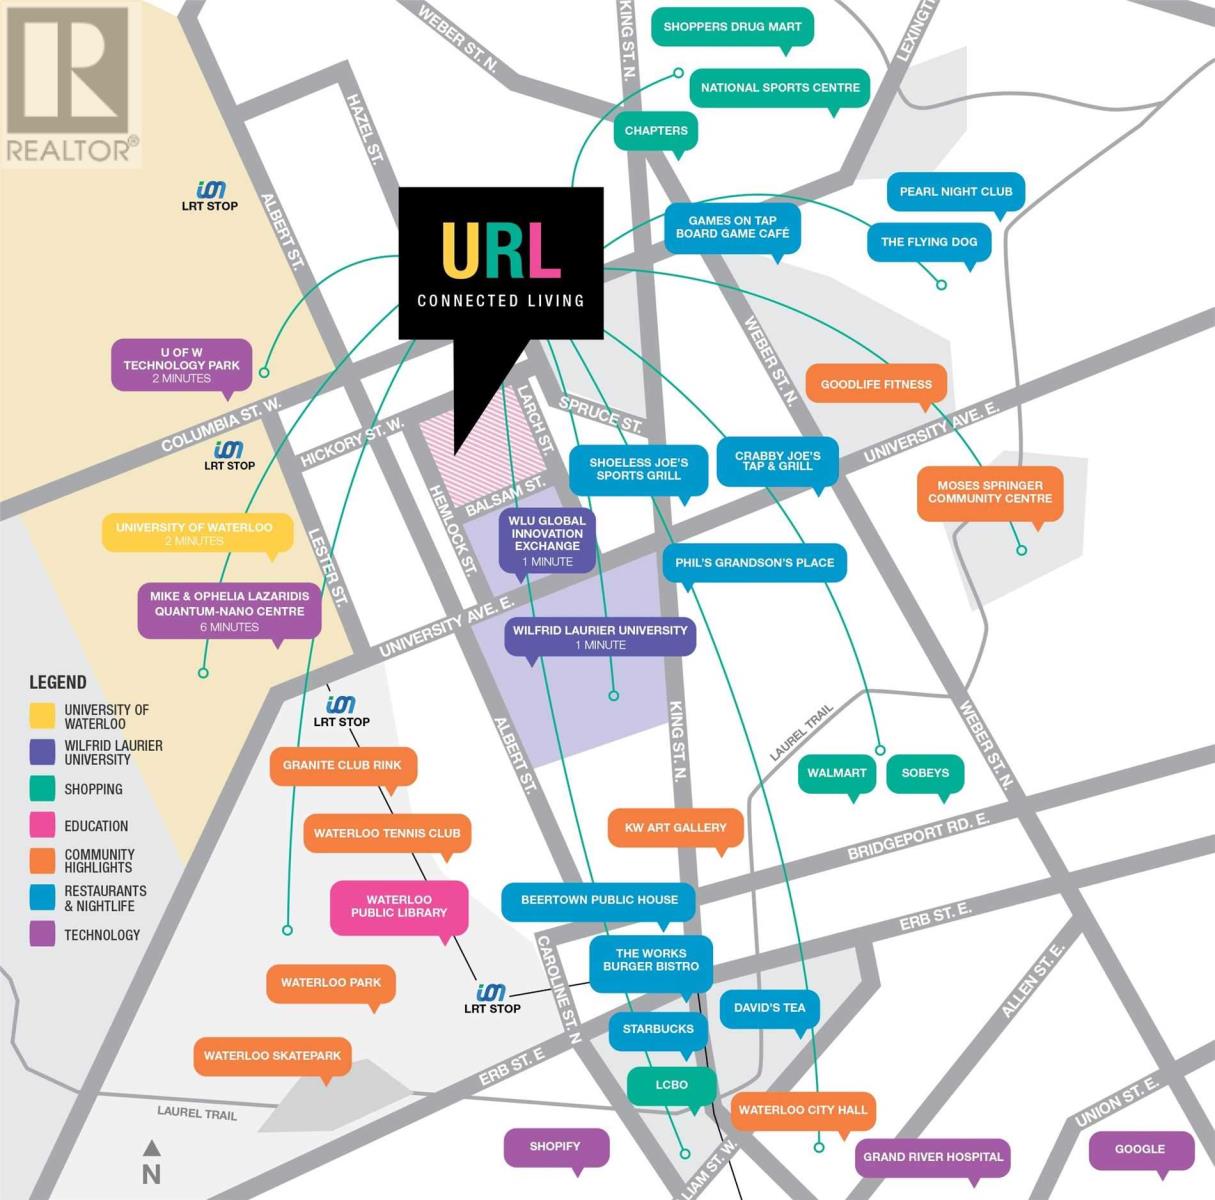 REALTOR®
WEBER ST. N.
KING ST. N.
SHOPPERS DRUG MART
NATIONAL SPORTS CENTRE
CHAPTERS
HAZEL ST.
LRT STOP
ALBERT ST.
URL
CONNECTED LIVING
GAMES ON TAP
BOARD GAME CAFÉ
PEARL NIGHT CLUB
THE FLYING DOG
U OF W
TECHNOLOGY PARK
2 MINUTES
COLUMBIA ST. W.
HICKORY ST. W.
LARCH ST.
SPRUCE ST.
WEBER ST. N.
GOODLIFE FITNESS
UNIVERSITY AVE. E.
LRT STOP
SHOELESS JOE'S
SPORTS GRILL
CRABBY JOE'S
TAP & GRILL
MOSES SPRINGER
COMMUNITY CENTRE
HEMLOCK ST.
BALSAM ST.
UNIVERSITY OF WATERLOO
2 MINUTES
LESTER ST.
WLU GLOBAL
INNOVATION
EXCHANGE
1 MINUTE
PHIL'S GRANDSON'S PLACE
MIKE & OPHELIA LAZARIDIS
QUANTUM-NANO CENTRE
6 MINUTES
UNIVERSITY AVE. E.
WILFRID LAURIER UNIVERSITY
1 MINUTE
LEGEND
UNIVERSITY OF
WATERLOO
WILFRID LAURIER
UNIVERSITY
SHOPPING
EDUCATION
COMMUNITY
HIGHLIGHTS
RESTAURANTS
& NIGHTLIFE
TECHNOLOGY
LRT STOP
ALBERT ST.
KING ST. N.
LAUREL TRAIL
WEBER ST. N.
GRANITE CLUB RINK
WALMART
SOBEYS
WATERLOO TENNIS CLUB
KW ART GALLERY
BRIDGEPORT RD. E.
WATERLOO
PUBLIC LIBRARY
BEERTOWN PUBLIC HOUSE
ERB ST. E.
THE WORKS
BURGER BISTRO
CAROLINE ST. N
WATERLOO PARK
LRT STOP
DAVID'S TEA
ALLEN ST. E.
STARBUCKS
WATERLOO SKATEPARK
ERB ST. E
LCBO
LAUREL TRAIL
WATERLOO CITY HALL
UNION ST. E.
N
SHOPIFY
GRAND RIVER HOSPITAL
GOOGLE